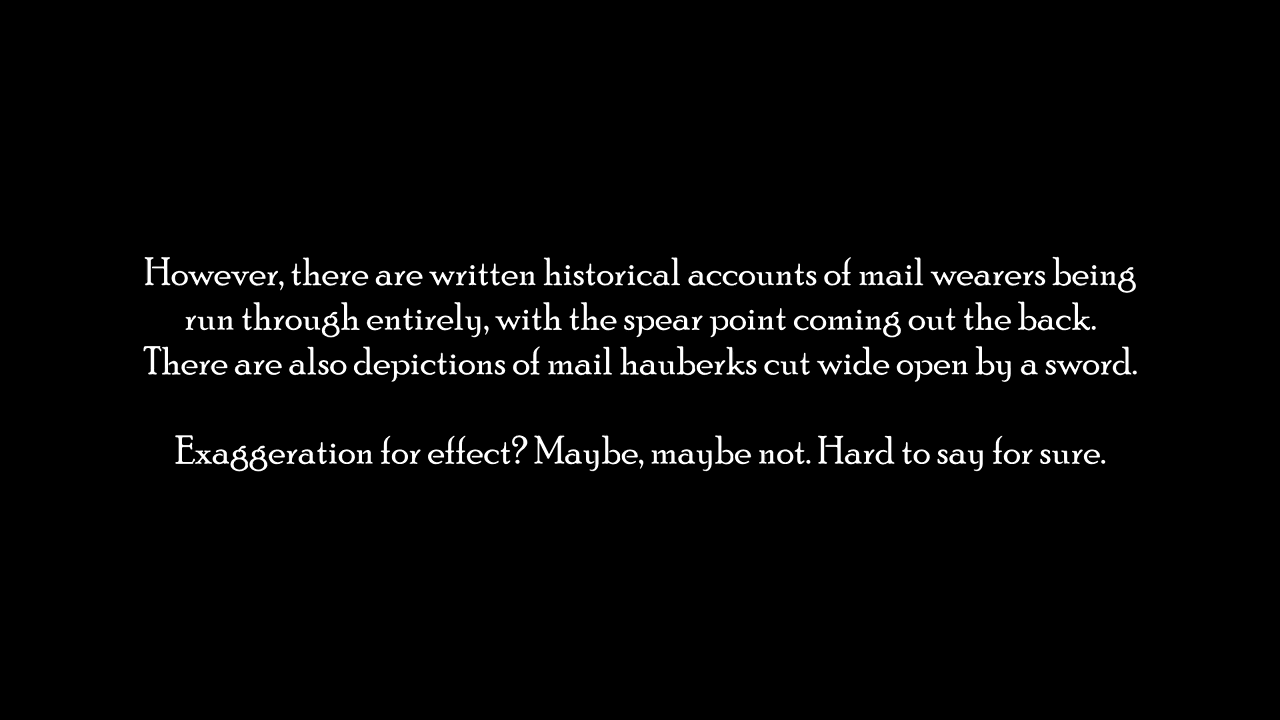 However, there are written historical accounts of mail wearers being
run through entirely, with the spear point coming out the back.
There are also depictions of mail hauberks cut wide open by a sword.
Exaggeration for effect? Maybe, maybe not. Hard to say for sure.